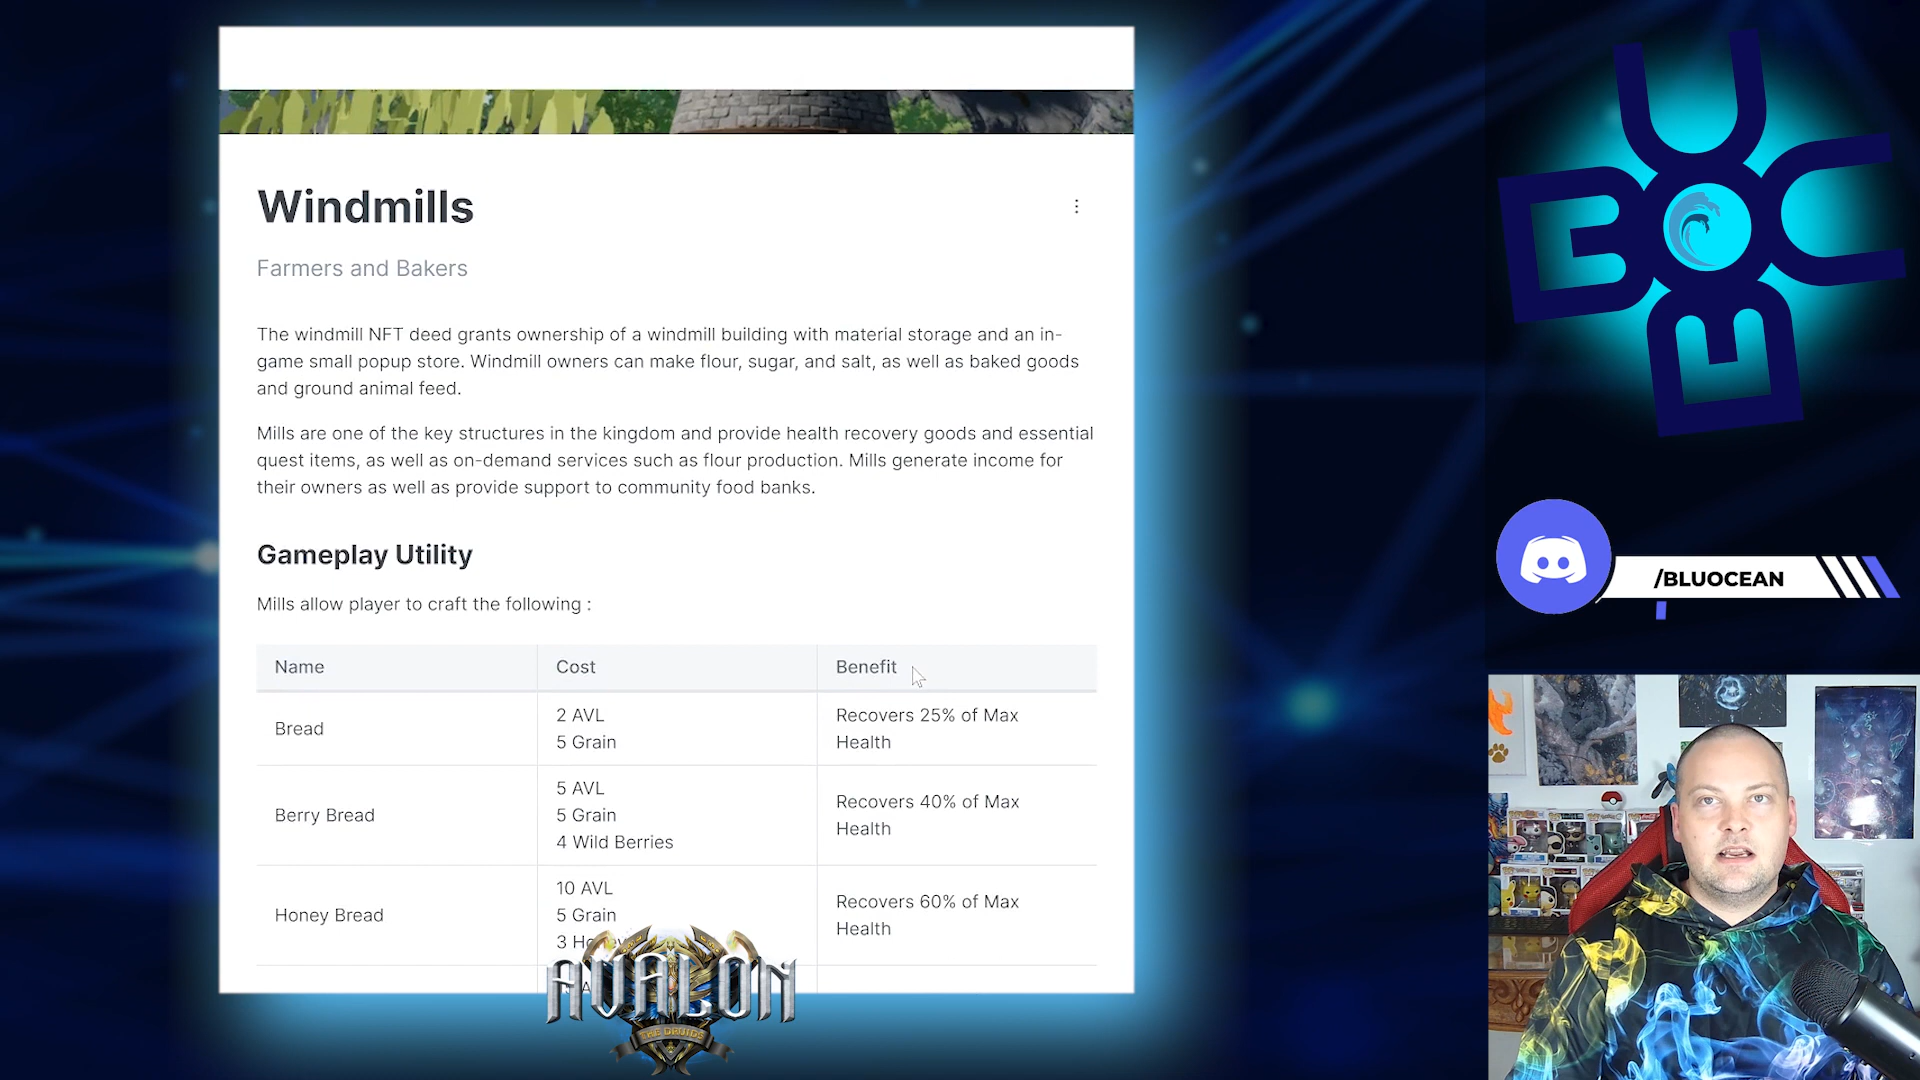 Windmills
Farmers and Bakers
The windmill NFT deed grants ownership of a windmill building with material storage and an in-
game small popup store. Windmill owners can make flour, sugar, and salt, as well as baked goods
and ground animal feed.
Mills are one of the key structures in the kingdom and provide health recovery goods and essential
quest items, as well as on-demand services such as flour production. Mills generate income for
their owners as well as provide support to community food banks.
Gameplay Utility
Mills allow player to craft the following :
Name
Cost
Benefit
Bread
2 AVL
5 Grain
Recovers 25% of Max
Health
Berry Bread
5 AVL
5 Grain
4 Wild Berries
Recovers 40% of Max
Health
Honey Bread
10 AVL
5 Grain
3 Honey
Recovers 60% of Max
Health
AVALON
THE DRUIDS
BLUE
OCE
/BLUOCEAN